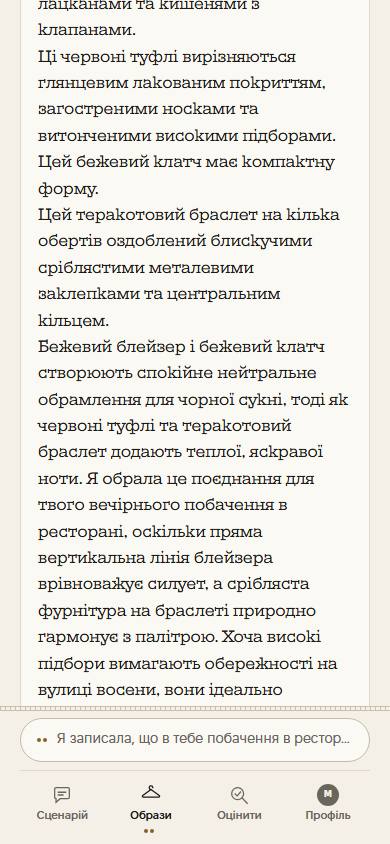 лацканами та кишенями з
клапанами.
Ці червоні туфлі вирізняються
глянцевим лакованим покриттям,
загостреними носками та
витонченими високими підборами.
Цей бежевий клатч має компактну
форму.
Цей теракотовий браслет на кілька
обертів оздоблений блискучими
сріблястими металевими
заклепками та центральним
кільцем.
Бежевий блейзер і бежевий клатч
створюють спокійне нейтральне
обрамлення для чорної сукні, тоді як
червоні туфлі та теракотовий
браслет додають теплої, яскравої
ноти. Я обрала це поєднання для
твого вечірнього побачення в
ресторані, оскільки пряма
вертикальна лінія блейзера
врівноважує силует, а срібляста
фурнітура на браслеті природно
гармонує з палітрою. Хоча високі
підбори вимагають обережності на
вулиці восени, вони ідеально
Я записала, що в тебе побачення в рестор...
Сценарій
Образи
Оцінити
М
Профіль